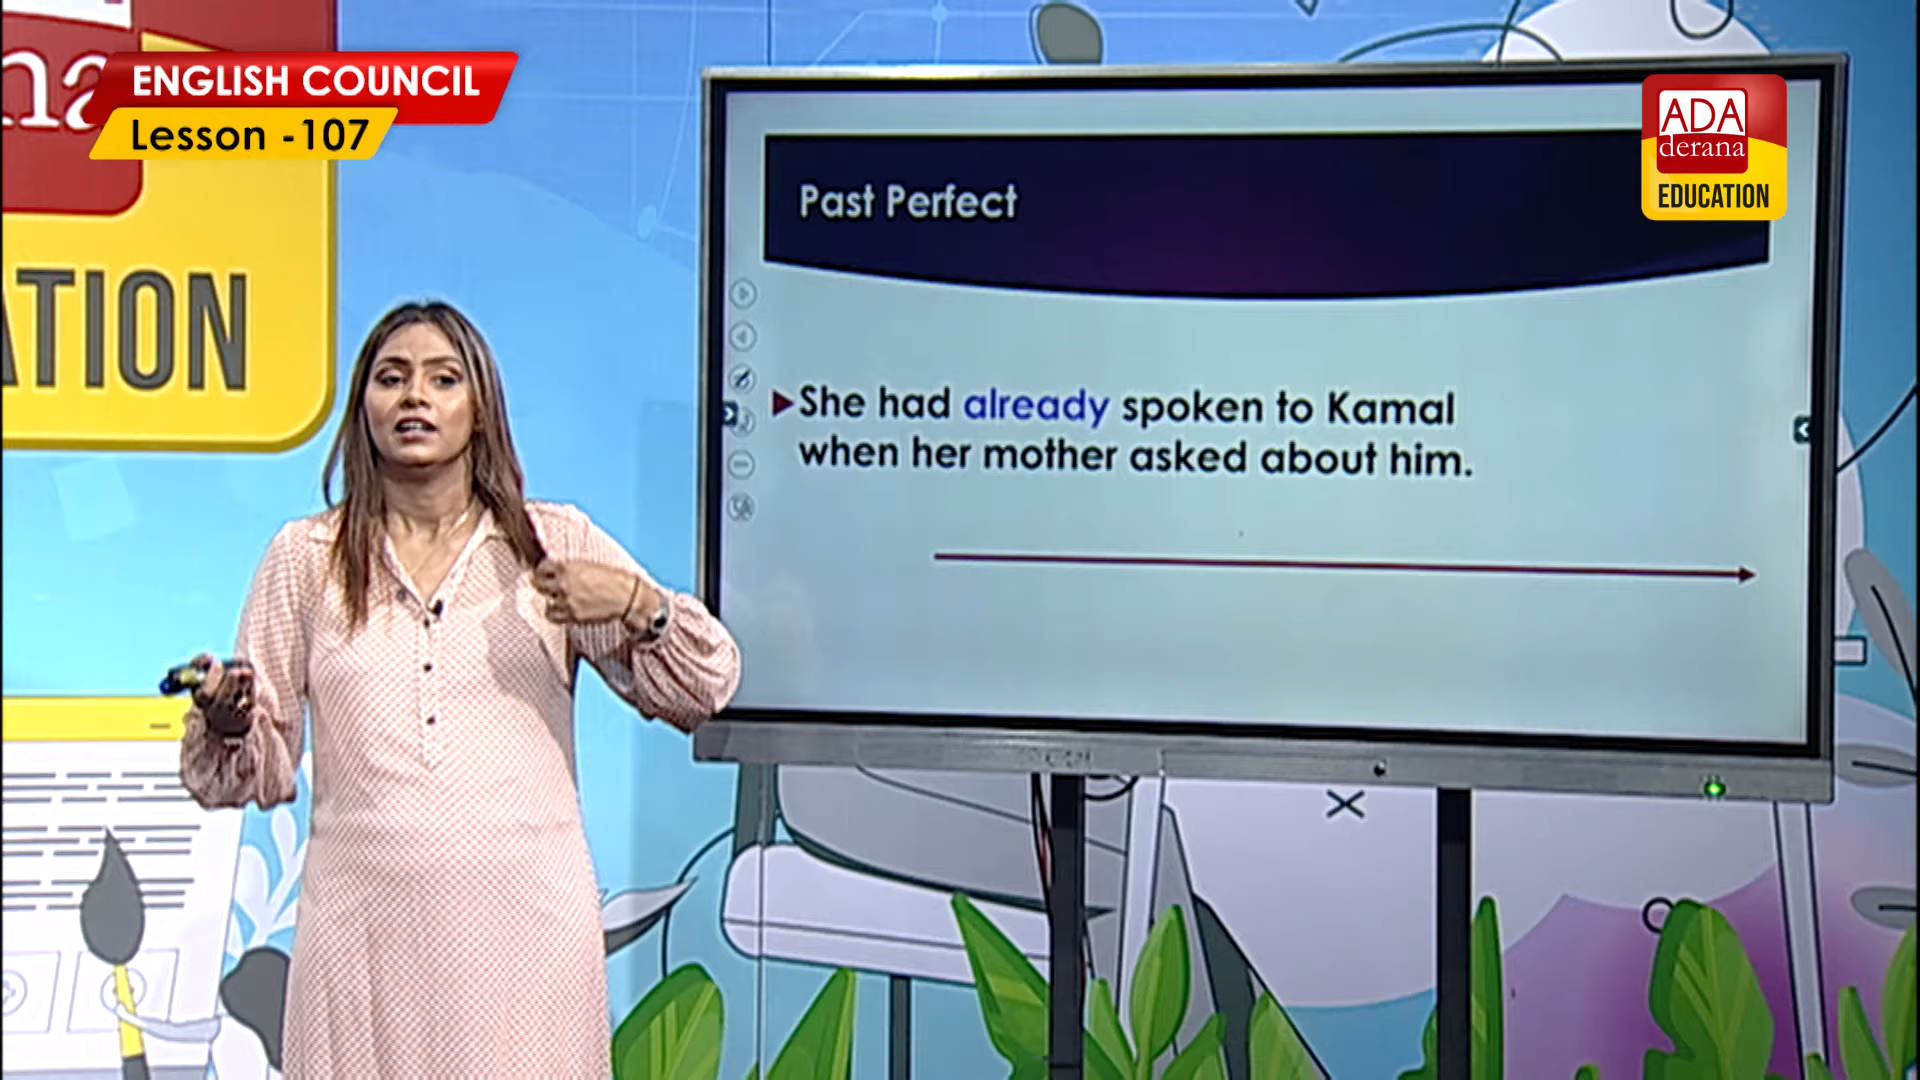 ENGLISH COUNCIL
Lesson -107
na
ATION
ADA
derana
EDUCATION
Past Perfect
She had already spoken to Kamal
when her mother asked about him.